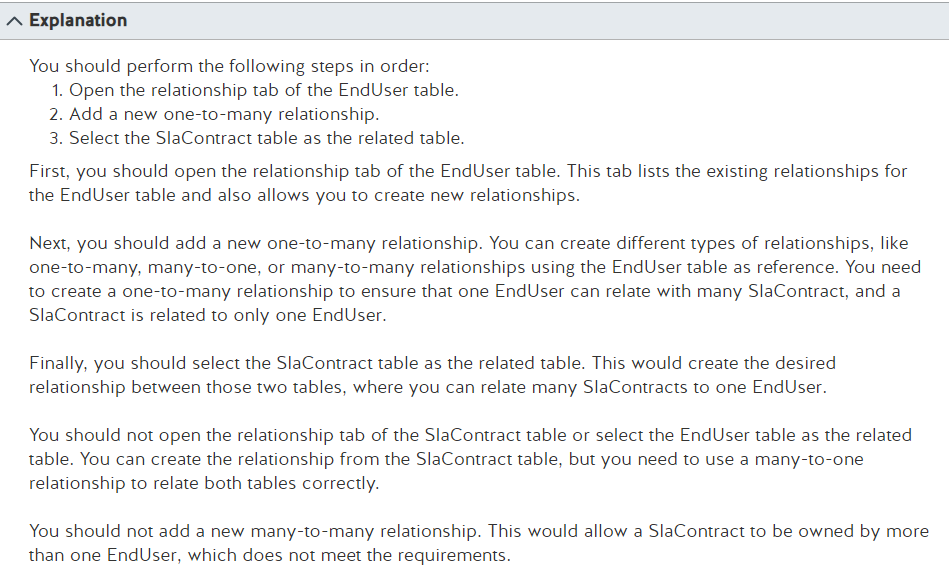 Explanation
You should perform the following steps in order:
1. Open the relationship tab of the EndUser table.
2. Add a new one-to-many relationship.
3. Select the SlaContract table as the related table.
First, you should open the relationship tab of the EndUser table. This tab lists the existing relationships for
the EndUser table and also allows you to create new relationships.
Next, you should add a new one-to-many relationship. You can create different types of relationships, like
one-to-many, many-to-one, or many-to-many relationships using the EndUser table as reference. You need
to create a one-to-many relationship to ensure that one EndUser can relate with many SlaContract, and a
SlaContract is related to only one EndUser.
Finally, you should select the SlaContract table as the related table. This would create the desired
relationship between those two tables, where you can relate many SlaContracts to one EndUser.
You should not open the relationship tab of the SlaContract table or select the EndUser table as the related
table. You can create the relationship from the SlaContract table, but you need to use a many-to-one
relationship to relate both tables correctly.
You should not add a new many-to-many relationship. This would allow a SlaContract to be owned by more
than one EndUser, which does not meet the requirements.